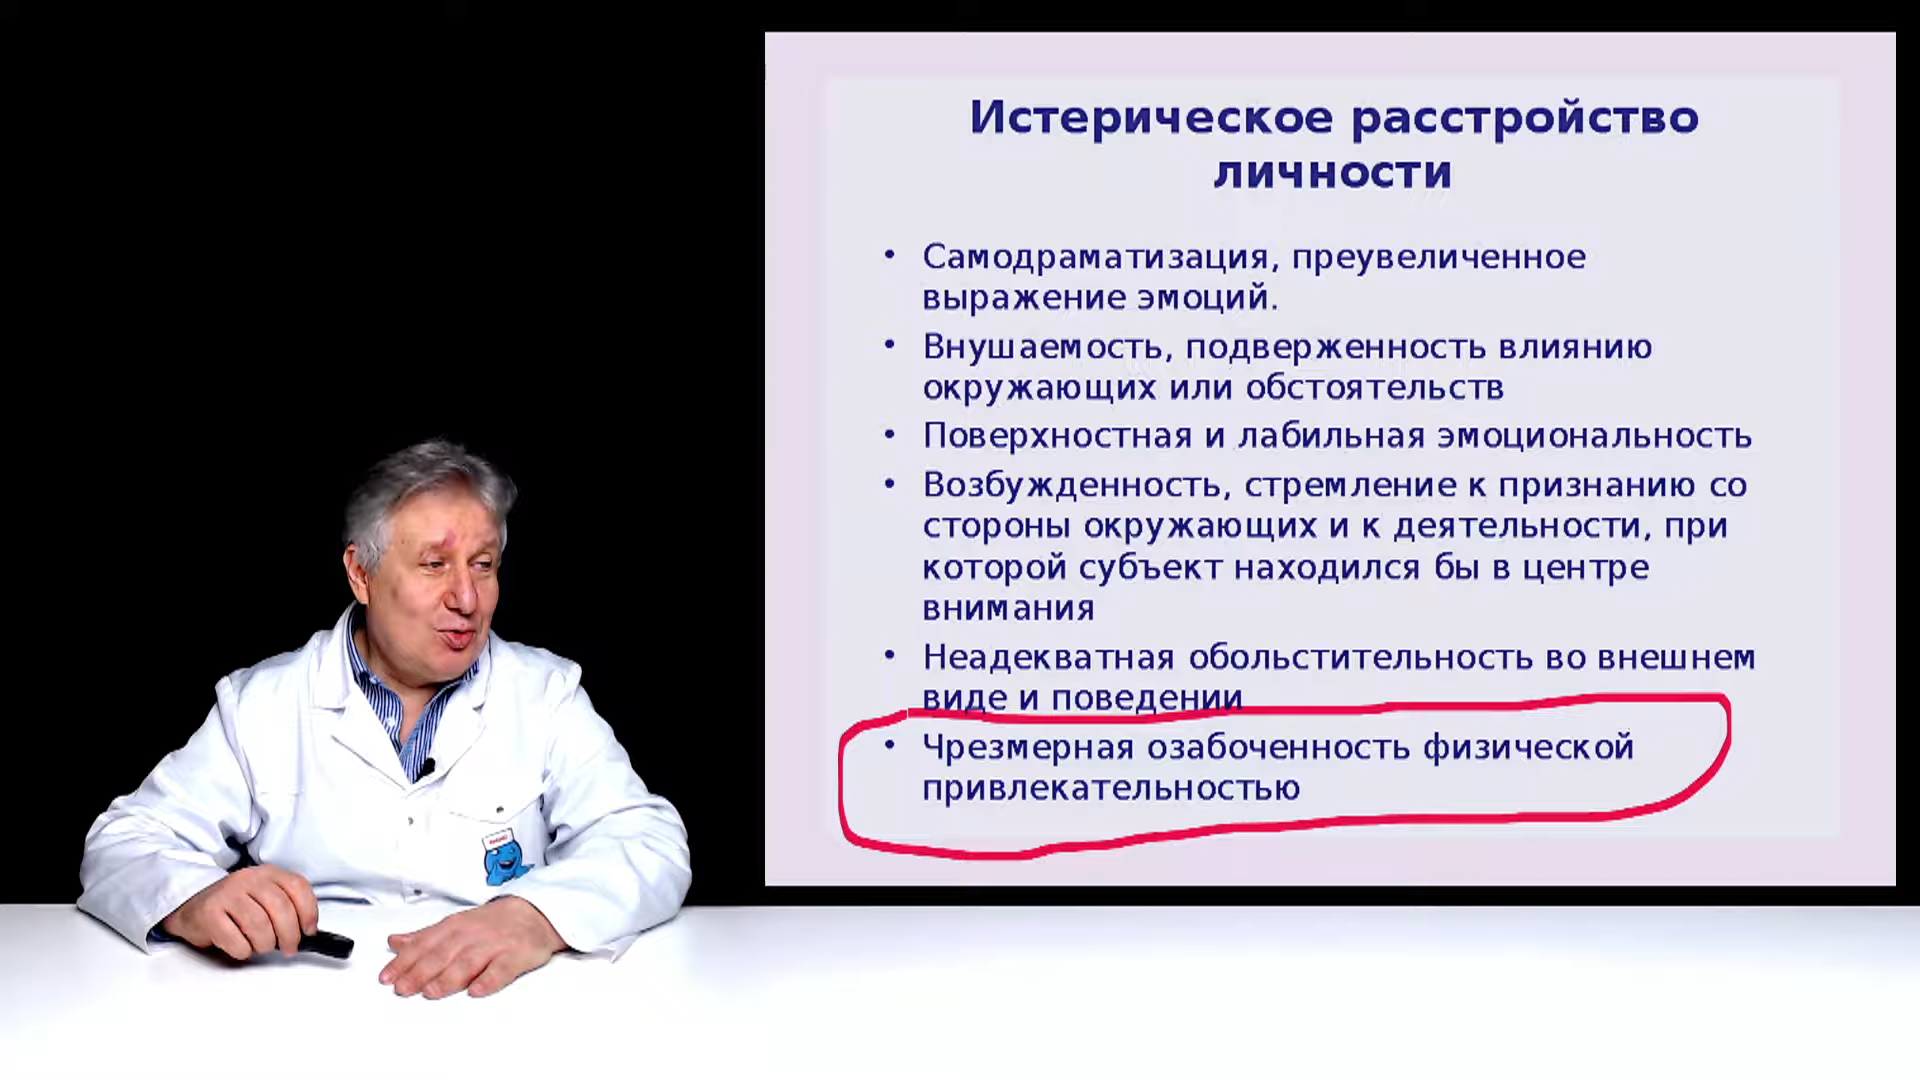 Истерическое расстройство
личности
• Самодраматизация, преувеличенное
выражение эмоций.
• Внушаемость, подверженность влиянию
окружающих или обстоятельств
• Поверхностная и лабильная эмоциональность
• Возбужденность, стремление к признанию со
стороны окружающих и к деятельности, при
которой субъект находился бы в центре
внимания
• Неадекватная обольстительность во внешнем
виде и поведении
• Чрезмерная озабоченность физической
привлекательностью